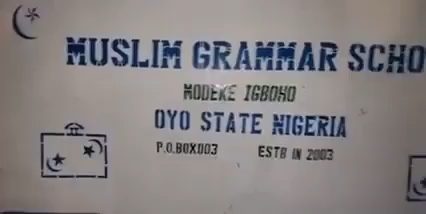 MUSLIM GRAMMAR SCHO
MODEKE IGBOHO
OYO STATE NIGERIA
P.O.BOX003 ESTB IN 2003